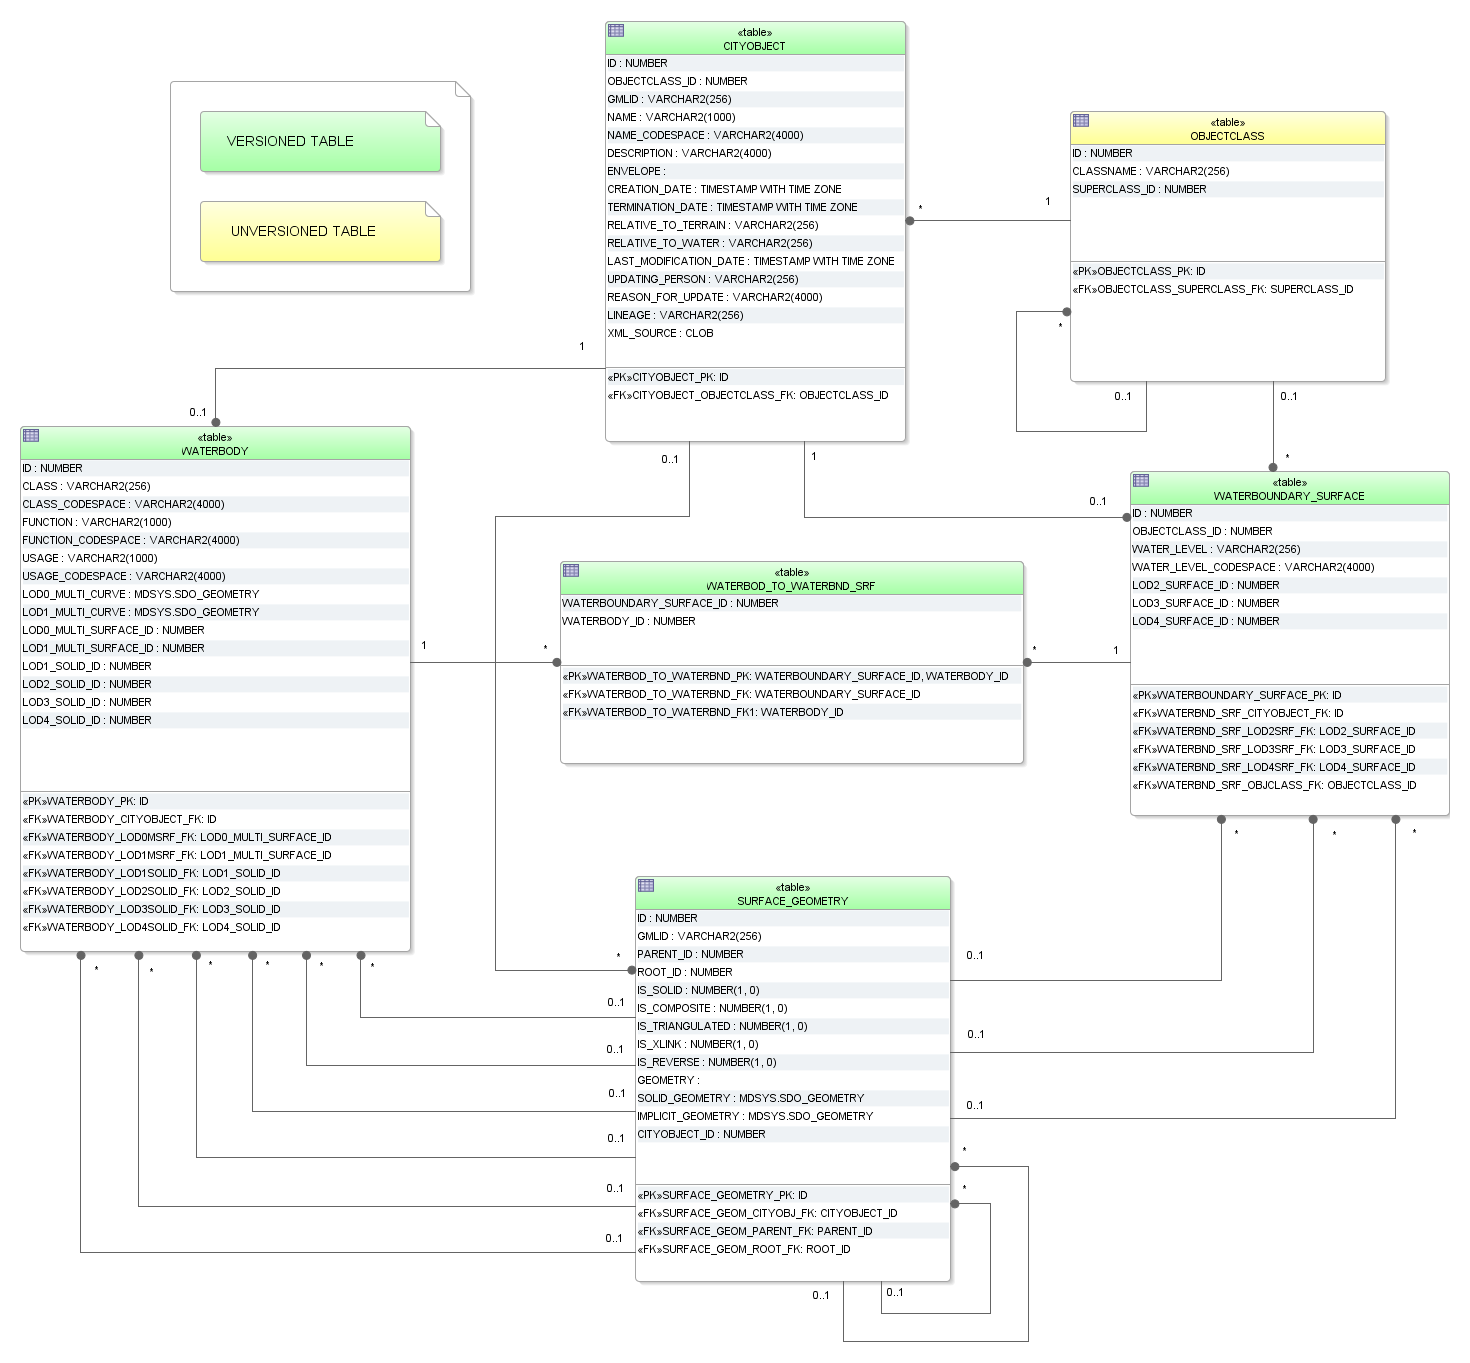 VERSIONED TABLE
UNVERSIONED TABLE
«table»
CITYOBJECT
ID : NUMBER
OBJECTCLASS_ID : NUMBER
GMLID : VARCHAR2(256)
NAME : VARCHAR2(1000)
NAME_CODESPACE : VARCHAR2(4000)
DESCRIPTION : VARCHAR2(4000)
ENVELOPE :
CREATION_DATE : TIMESTAMP WITH TIME ZONE
TERMINATION_DATE : TIMESTAMP WITH TIME ZONE
RELATIVE_TO_TERRAIN : VARCHAR2(256)
RELATIVE_TO_WATER : VARCHAR2(256)
LAST_MODIFICATION_DATE : TIMESTAMP WITH TIME ZONE
UPDATING_PERSON : VARCHAR2(256)
REASON_FOR_UPDATE : VARCHAR2(4000)
LINEAGE : VARCHAR2(256)
XML_SOURCE : CLOB
«PK»CITYOBJECT_PK: ID
«FK»CITYOBJECT_OBJECTCLASS_FK: OBJECTCLASS_ID
*
1
«table»
OBJECTCLASS
ID : NUMBER
CLASSNAME : VARCHAR2(256)
SUPERCLASS_ID : NUMBER
«PK»OBJECTCLASS_PK: ID
«FK»OBJECTCLASS_SUPERCLASS_FK: SUPERCLASS_ID
*
0..1
0..1
*
1
0..1
0..1
1
0..1
«table»
WATERBODY
ID : NUMBER
CLASS : VARCHAR2(256)
CLASS_CODESPACE : VARCHAR2(4000)
FUNCTION : VARCHAR2(1000)
FUNCTION_CODESPACE : VARCHAR2(4000)
USAGE : VARCHAR2(1000)
USAGE_CODESPACE : VARCHAR2(4000)
LOD0_MULTI_CURVE : MDSYS.SDO_GEOMETRY
LOD1_MULTI_CURVE : MDSYS.SDO_GEOMETRY
LOD0_MULTI_SURFACE_ID : NUMBER
LOD1_MULTI_SURFACE_ID : NUMBER
LOD1_SOLID_ID : NUMBER
LOD2_SOLID_ID : NUMBER
LOD3_SOLID_ID : NUMBER
LOD4_SOLID_ID : NUMBER
«PK»WATERBODY_PK: ID
«FK»WATERBODY_CITYOBJECT_FK: ID
«FK»WATERBODY_LOD0MSRF_FK: LOD0_MULTI_SURFACE_ID
«FK»WATERBODY_LOD1MSRF_FK: LOD1_MULTI_SURFACE_ID
«FK»WATERBODY_LOD1SOLID_FK: LOD1_SOLID_ID
«FK»WATERBODY_LOD2SOLID_FK: LOD2_SOLID_ID
«FK»WATERBODY_LOD3SOLID_FK: LOD3_SOLID_ID
«FK»WATERBODY_LOD4SOLID_FK: LOD4_SOLID_ID
1
*
«table»
WATERBOD_TO_WATERBND_SRF
WATERBOUNDARY_SURFACE_ID : NUMBER
WATERBODY_ID : NUMBER
«PK»WATERBOD_TO_WATERBND_PK: WATERBOUNDARY_SURFACE_ID, WATERBODY_ID
«FK»WATERBOD_TO_WATERBND_FK: WATERBOUNDARY_SURFACE_ID
«FK»WATERBOD_TO_WATERBND_FK1: WATERBODY_ID
*
1
«table»
WATERBOUNDARY_SURFACE
ID : NUMBER
OBJECTCLASS_ID : NUMBER
WATER_LEVEL : VARCHAR2(256)
WATER_LEVEL_CODESPACE : VARCHAR2(4000)
LOD2_SURFACE_ID : NUMBER
LOD3_SURFACE_ID : NUMBER
LOD4_SURFACE_ID : NUMBER
«PK»WATERBOUNDARY_SURFACE_PK: ID
«FK»WATERBND_SRF_CITYOBJECT_FK: ID
«FK»WATERBND_SRF_LOD2SRF_FK: LOD2_SURFACE_ID
«FK»WATERBND_SRF_LOD3SRF_FK: LOD3_SURFACE_ID
«FK»WATERBND_SRF_LOD4SRF_FK: LOD4_SURFACE_ID
«FK»WATERBND_SRF_OBJCLASS_FK: OBJECTCLASS_ID
* * *
* * * * * *
*
0..1
0..1
0..1
0..1
0..1
0..1
«table»
SURFACE_GEOMETRY
ID : NUMBER
GMLID : VARCHAR2(256)
PARENT_ID : NUMBER
ROOT_ID : NUMBER
IS_SOLID : NUMBER(1, 0)
IS_COMPOSITE : NUMBER(1, 0)
IS_TRIANGULATED : NUMBER(1, 0)
IS_XLINK : NUMBER(1, 0)
IS_REVERSE : NUMBER(1, 0)
GEOMETRY :
SOLID_GEOMETRY : MDSYS.SDO_GEOMETRY
IMPLICIT_GEOMETRY : MDSYS.SDO_GEOMETRY
CITYOBJECT_ID : NUMBER
«PK»SURFACE_GEOMETRY_PK: ID
«FK»SURFACE_GEOM_CITYOBJ_FK: CITYOBJECT_ID
«FK»SURFACE_GEOM_PARENT_FK: PARENT_ID
«FK»SURFACE_GEOM_ROOT_FK: ROOT_ID
0..1
0..1
0..1
*
*
0..1
0..1